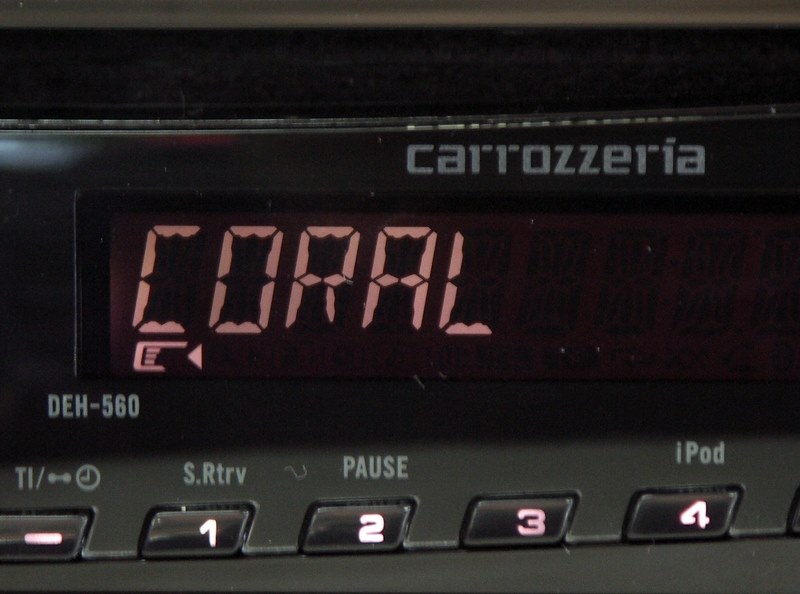 carrozzeria
CORAL
DEH-560
TI/
S.Rtrv
PAUSE
iPod
1
2
3
4